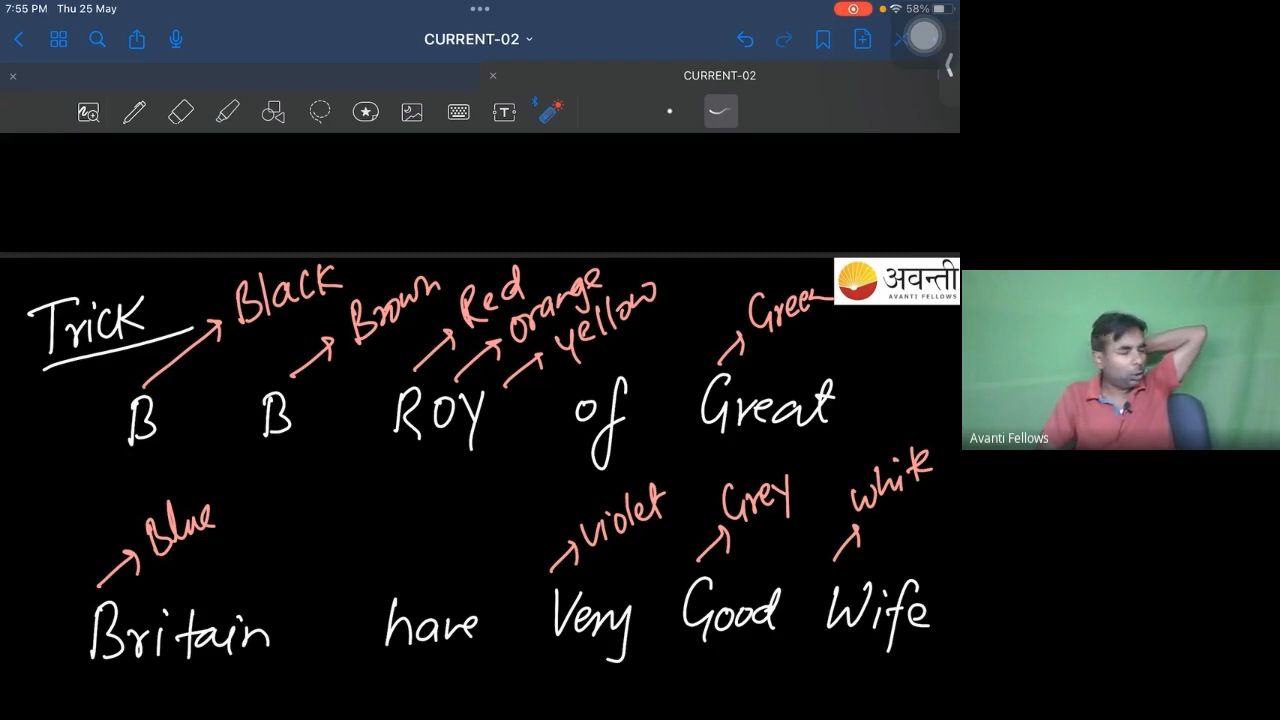 7:55 PM Thu 25 May
58%
CURRENT-02
CURRENT-02
Trick
Black
Brown
Red
orange
yellow
Green
अवन्ती
AVANTI FELLOWS
B B ROY of Great
Blue
violet
Grey
white
Britain have Very Good Wife
Avanti Fellows